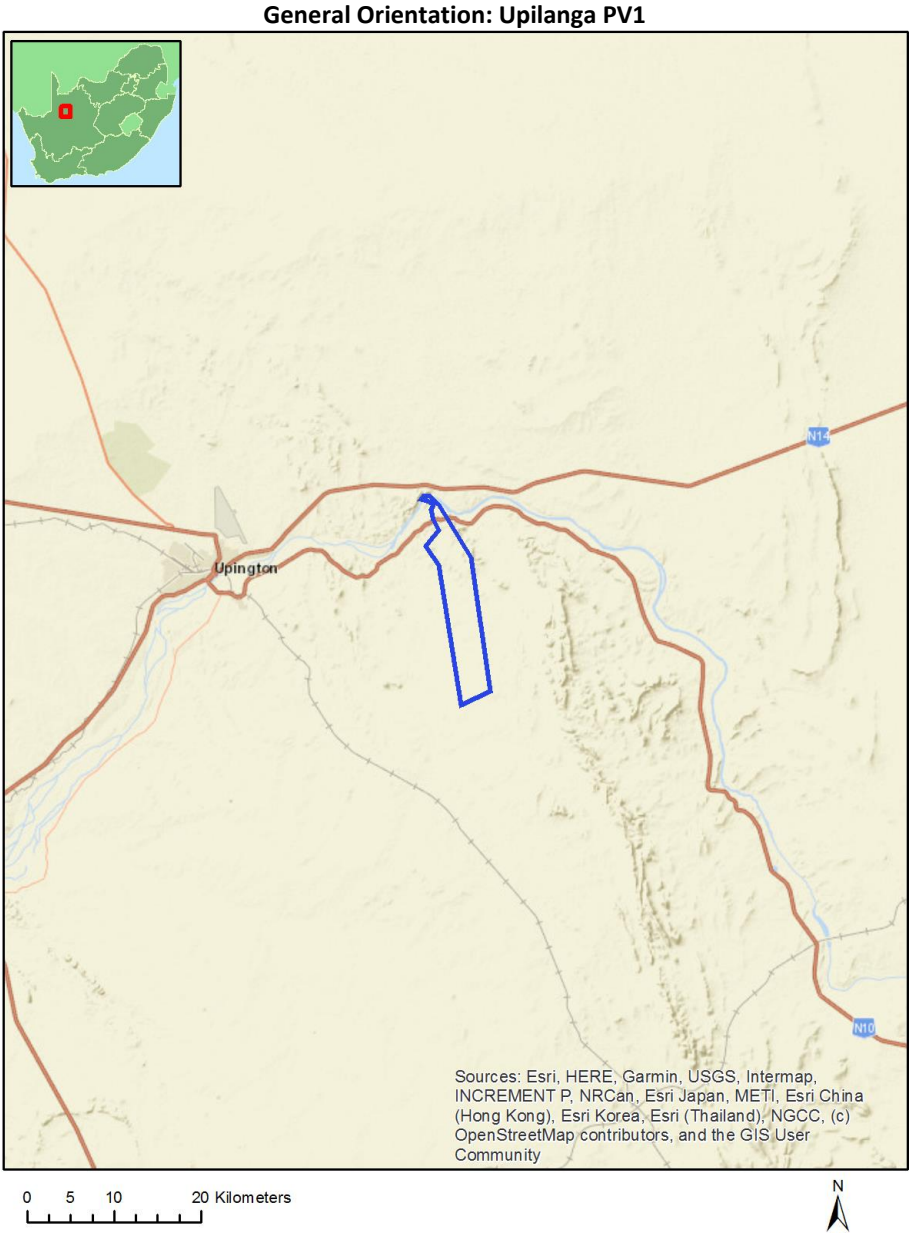 General Orientation: Upilanga PV1
N14
Upington
N10
Sources: Esri, HERE, Garmin, USGS, Intermap,
INCREMENT P, NRCan, Esri Japan, METI, Esri China
(Hong Kong), Esri Korea, Esri (Thailand), NGCC, (c)
OpenStreetMap contributors, and the GIS User
Community
0 5 10 20 Kilometers
N